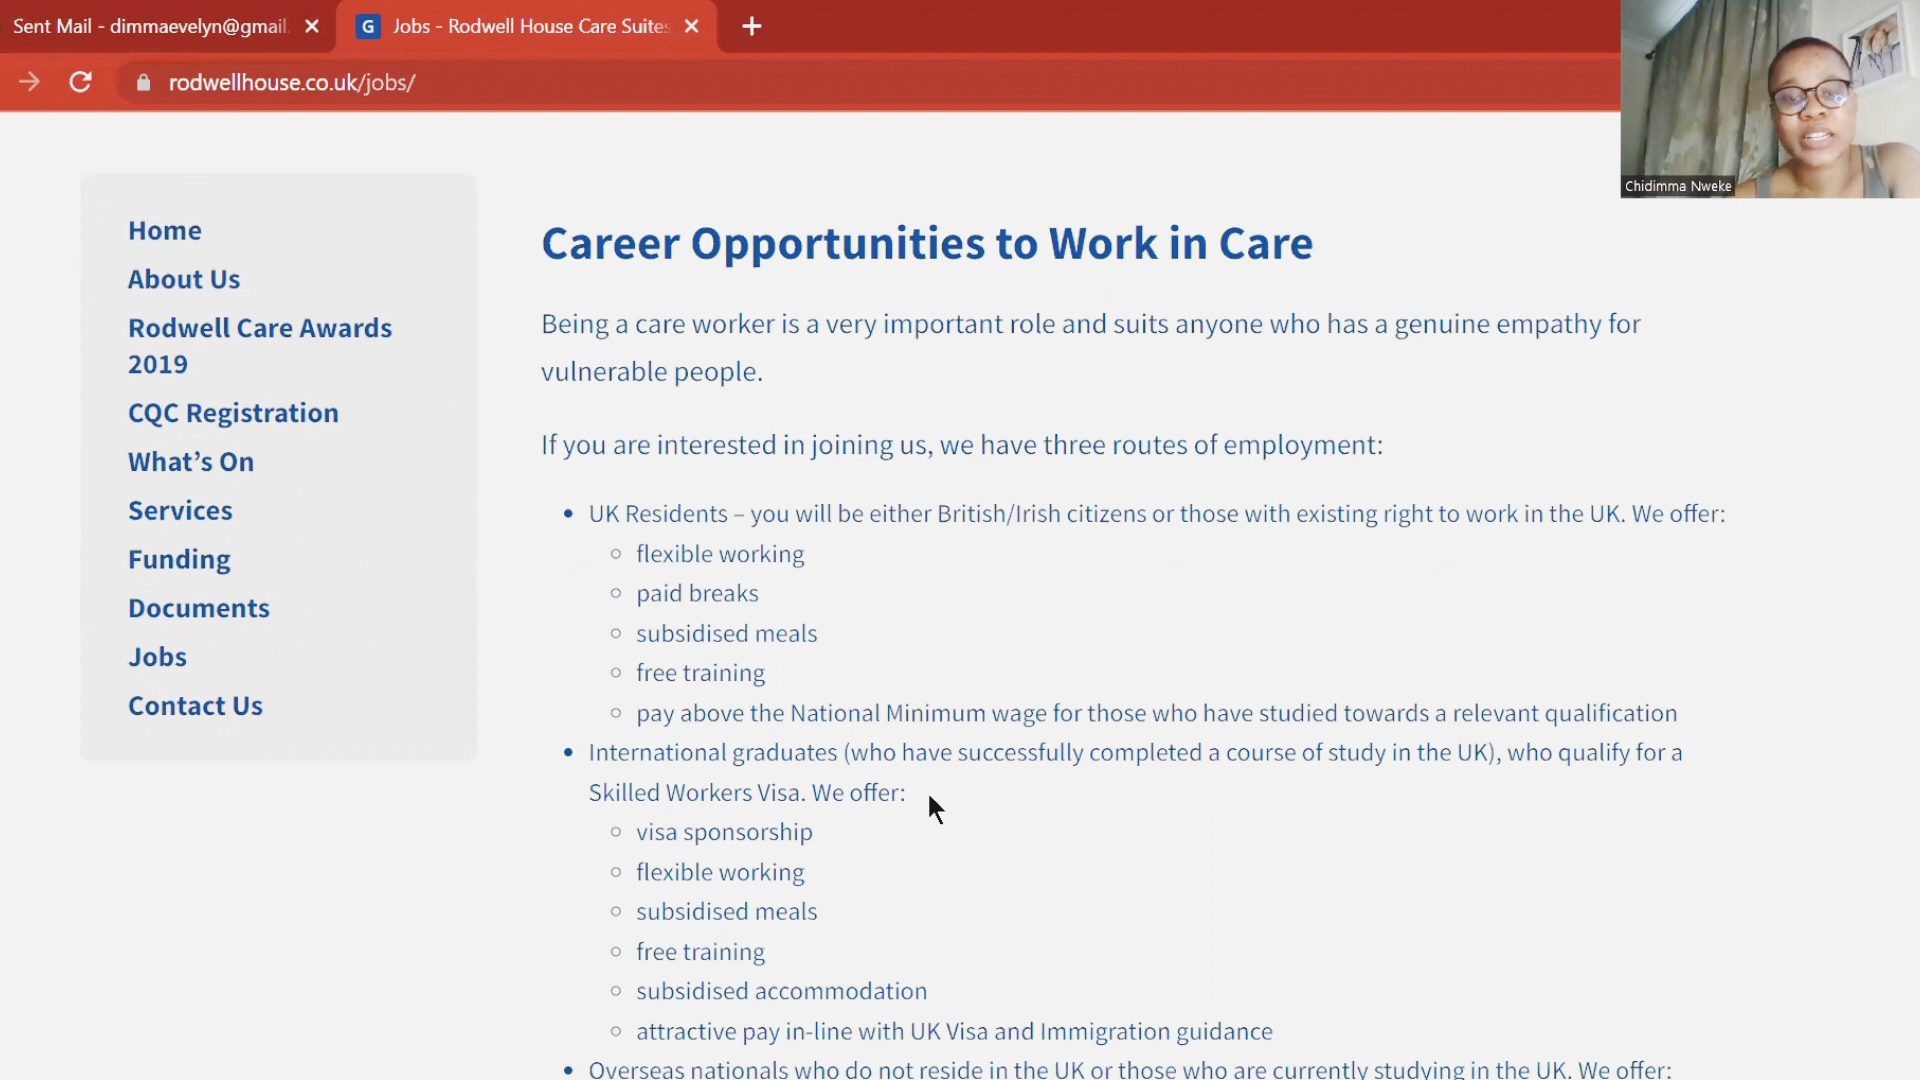 Sent Mail - dimmaevelyn@gmail.
Jobs - Rodwell House Care Suites
rodwellhouse.co.uk/jobs/
Chidimma Nweke
Home
About Us
Rodwell Care Awards
2019
CQC Registration
What’s On
Services
Funding
Documents
Jobs
Contact Us
Career Opportunities to Work in Care
Being a care worker is a very important role and suits anyone who has a genuine empathy for
vulnerable people.
If you are interested in joining us, we have three routes of employment:
UK Residents – you will be either British/Irish citizens or those with existing right to work in the UK. We offer:
flexible working
paid breaks
subsidised meals
free training
pay above the National Minimum wage for those who have studied towards a relevant qualification
International graduates (who have successfully completed a course of study in the UK), who qualify for a
Skilled Workers Visa. We offer:
visa sponsorship
flexible working
subsidised meals
free training
subsidised accommodation
attractive pay in-line with UK Visa and Immigration guidance
Overseas nationals who do not reside in the UK or those who are currently studying in the UK. We offer: